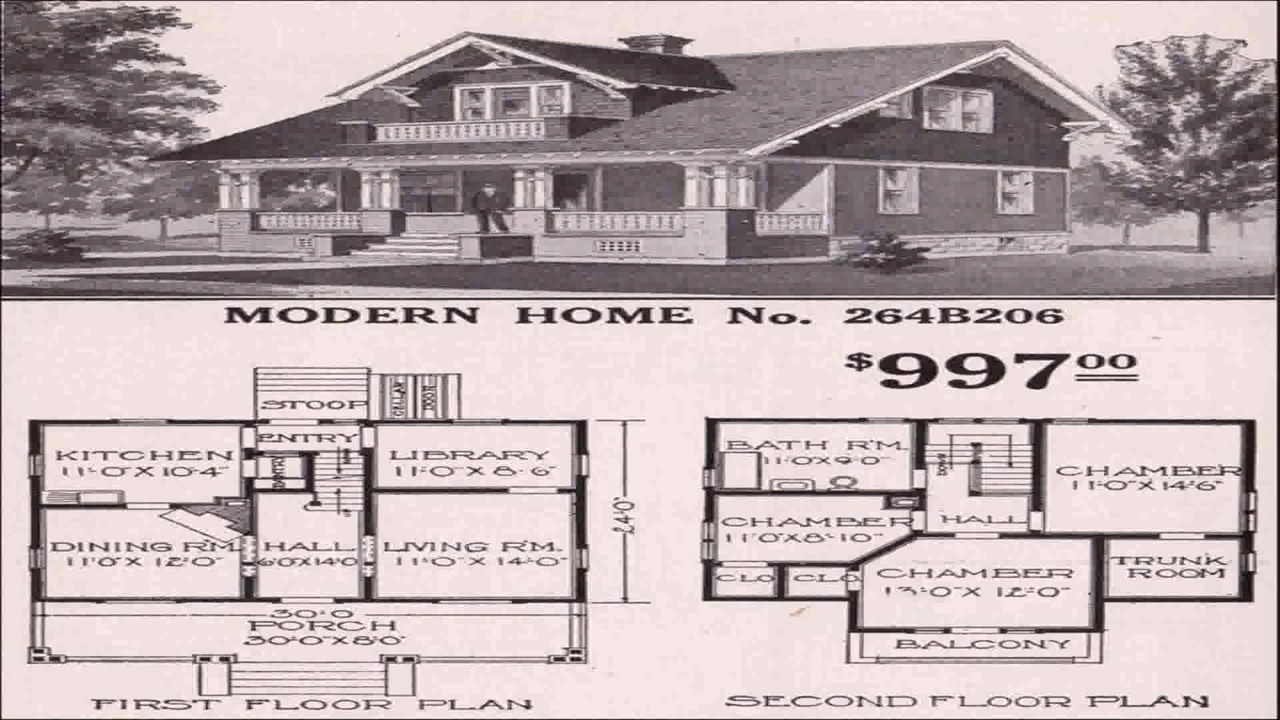 MODERN HOME No. 264B206
$997 00
STOOP
CELLAR DOOR
ENTRY
KITCHEN
11'-0" X 10'-4"
PANTRY
LIBRARY
11'-0" X 8'-6"
DINING R'M.
11'-0" X 12'-0"
HALL
6'0" X 14'0"
LIVING R'M.
11'-0" X 14'-0"
24'-0"
30'-0
PORCH
30'-0" X 8'-0"
FIRST FLOOR PLAN
BATH R'M.
11'-0" X 9'-0"
DOWN
CHAMBER
11'-0" X 14'-6"
CHAMBER
11'0" X 8'-10"
HALL
CLO
CLO
CHAMBER
13'-0" X 12'-0"
TRUNK
ROOM
BALCONY
SECOND FLOOR PLAN